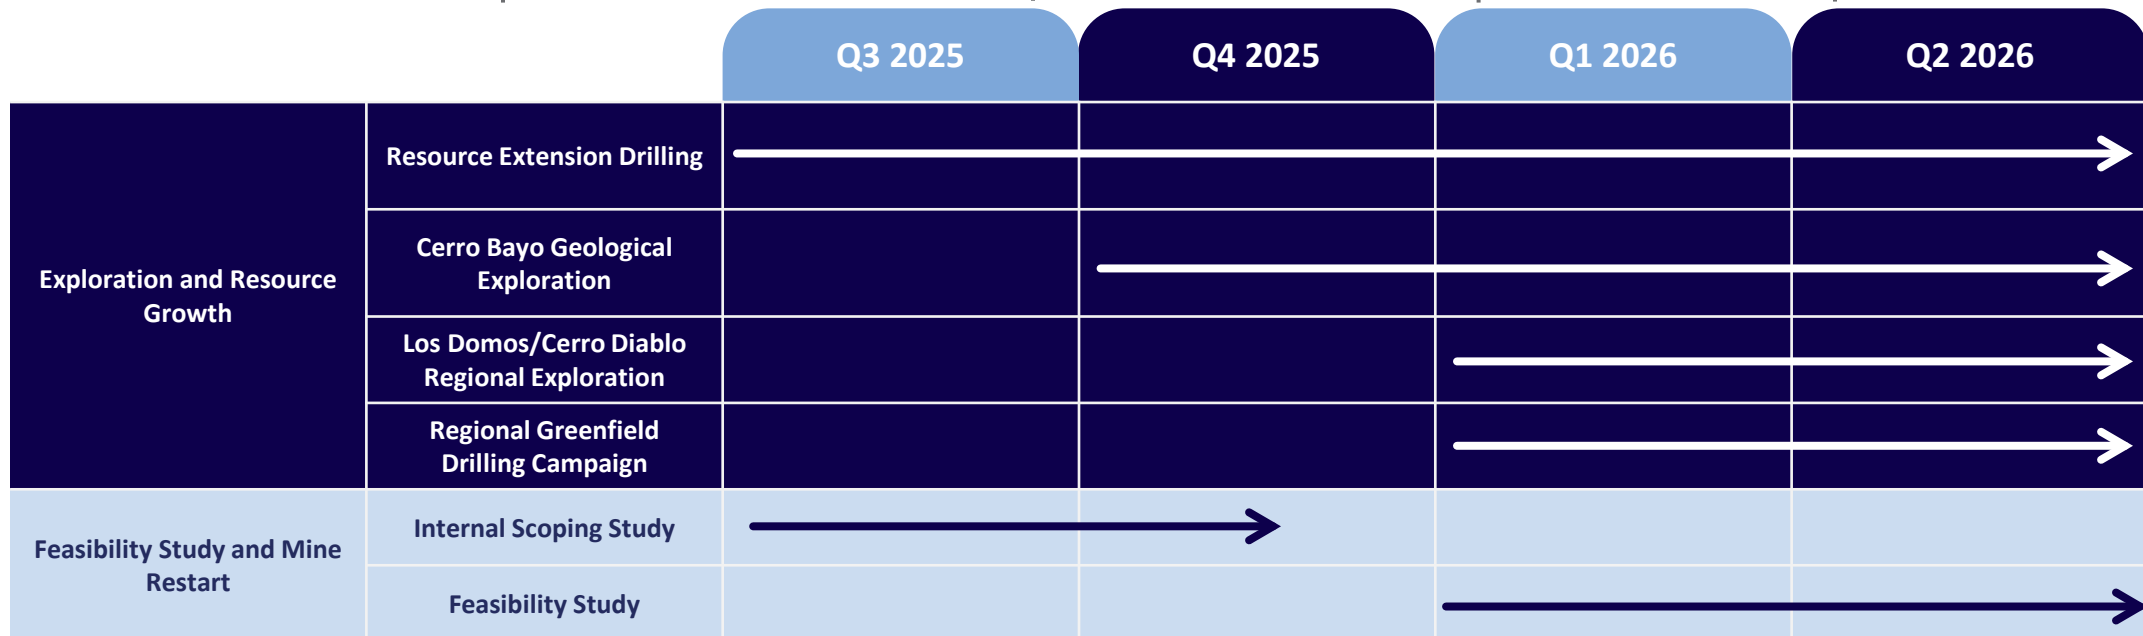 Q3 2025
Q4 2025
Q1 2026
Q2 2026
Exploration and Resource
Growth
Resource Extension Drilling
Cerro Bayo Geological
Exploration
Los Domos/Cerro Diablo
Regional Exploration
Regional Greenfield
Drilling Campaign
Feasibility Study and Mine
Restart
Internal Scoping Study
Feasibility Study